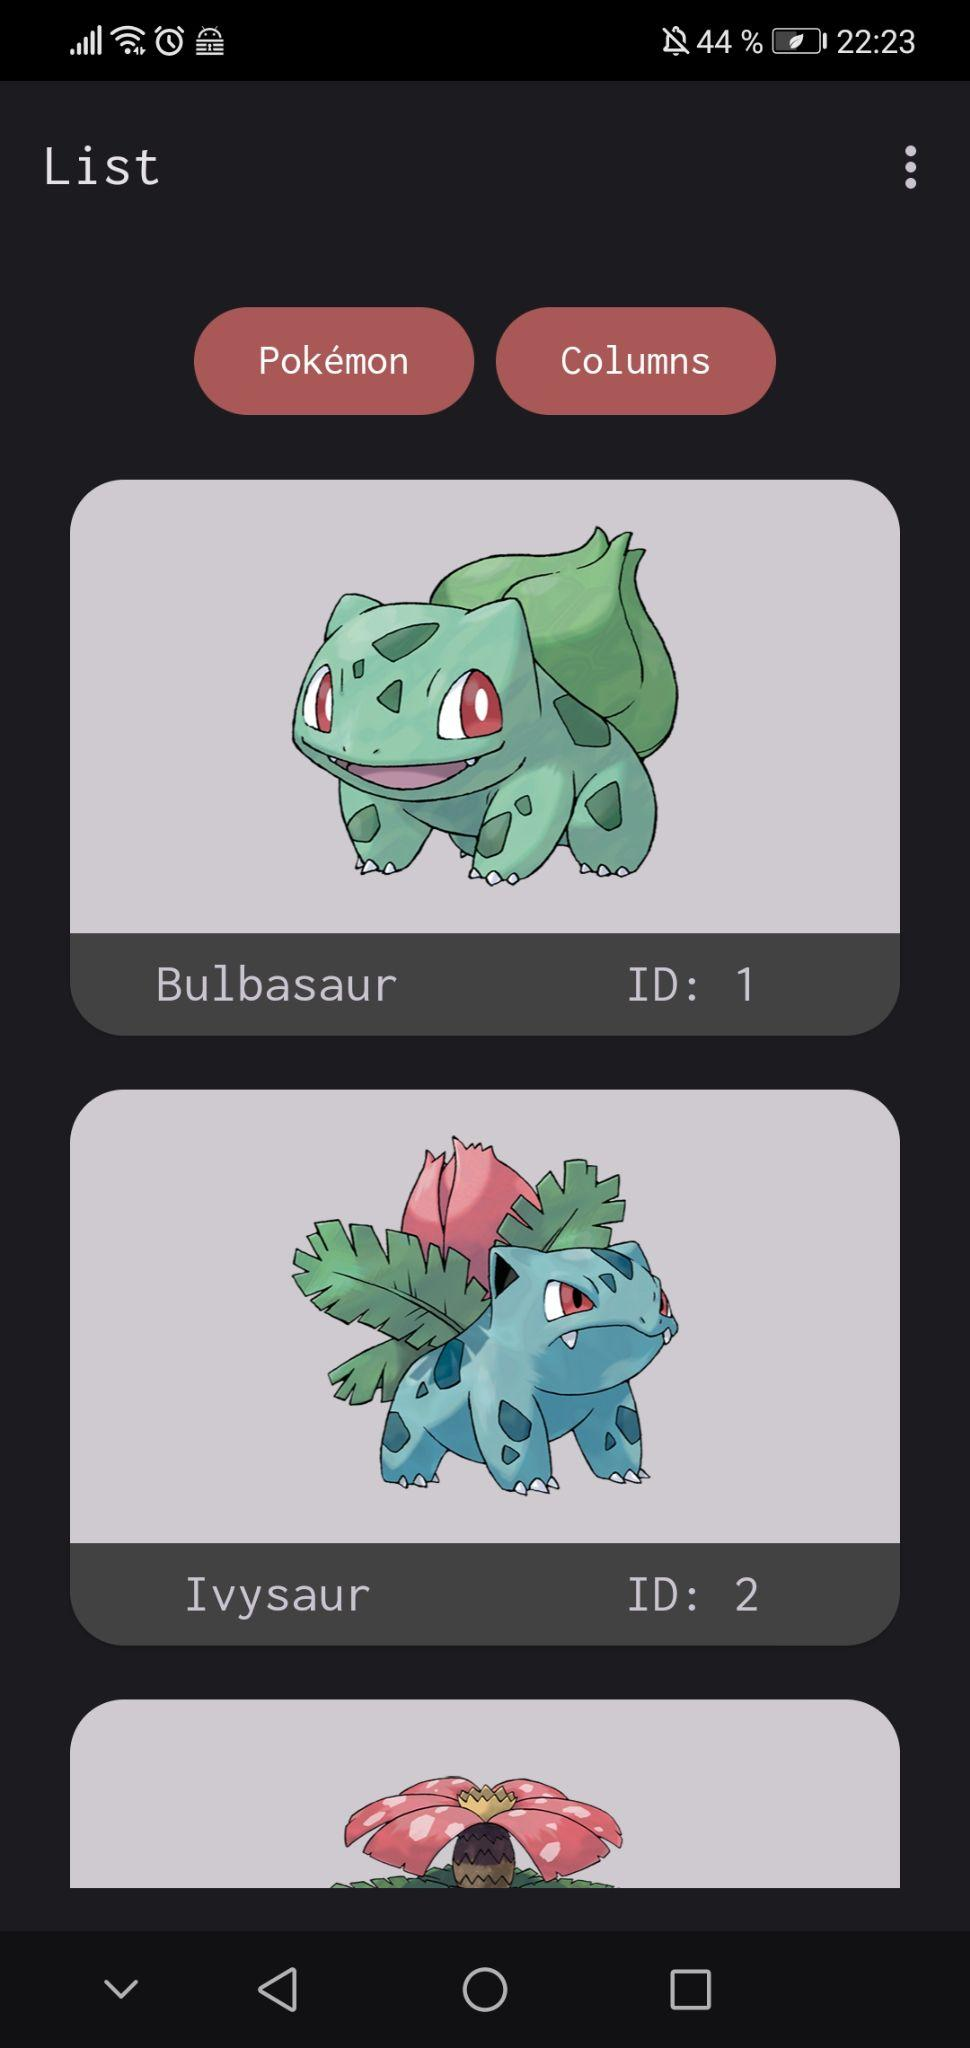 44 % 22:23
List
Pokémon Columns
Bulbasaur ID: 1
Ivysaur ID: 2